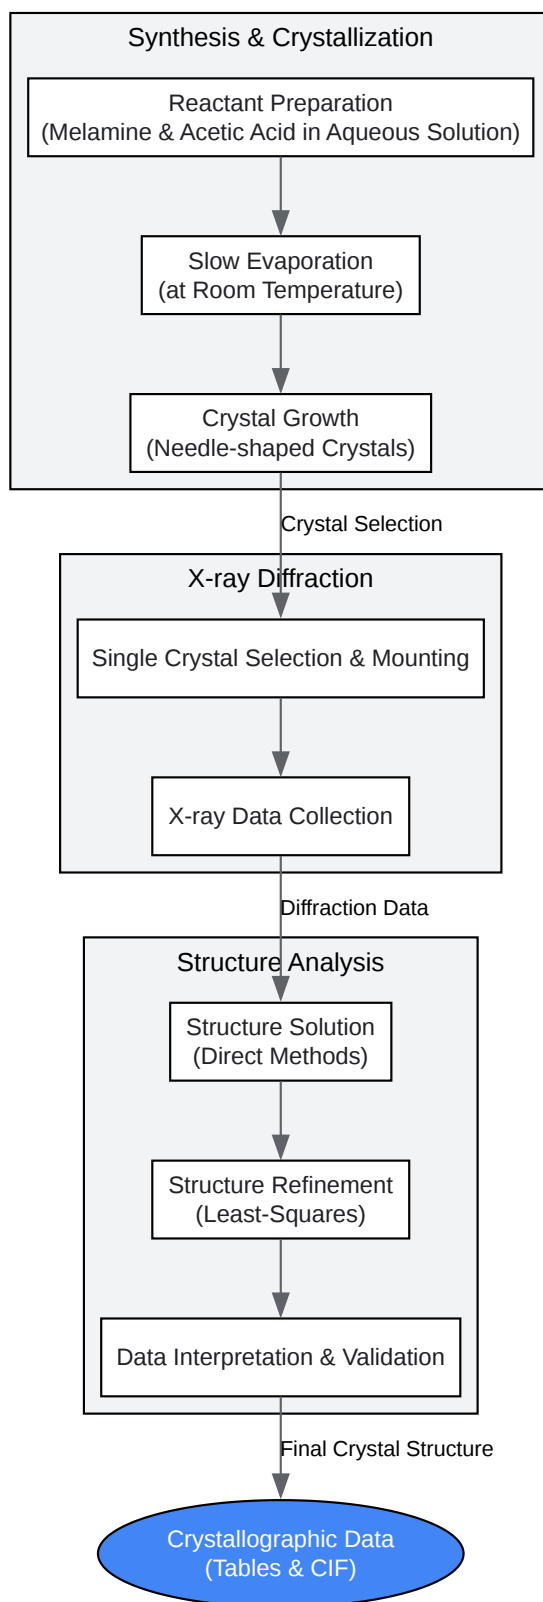 Synthesis & Crystallization
Reactant Preparation
(Melamine & Acetic Acid in Aqueous Solution)
Slow Evaporation
(at Room Temperature)
Crystal Growth
(Needle-shaped Crystals)
Crystal Selection
X-ray Diffraction
Single Crystal Selection & Mounting
X-ray Data Collection
Diffraction Data
Structure Analysis
Structure Solution
(Direct Methods)
Structure Refinement
(Least-Squares)
Data Interpretation & Validation
Final Crystal Structure
Crystallographic Data
(Tables & CIF)